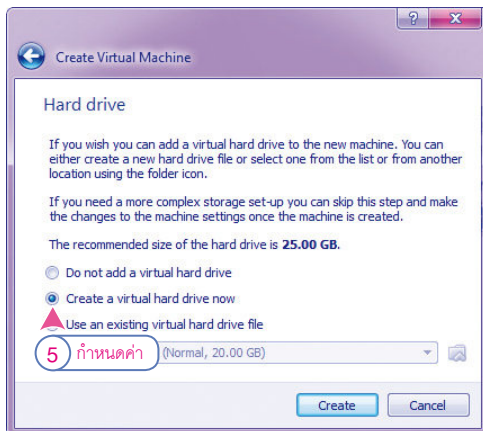 ?
Create Virtual Machine
Hard drive
If you wish you can add a virtual hard drive to the new machine. You can
either create a new hard drive file or select one from the list or from another
location using the folder icon.
If you need a more complex storage set-up you can skip this step and make
the changes to the machine settings once the machine is created.
The recommended size of the hard drive is 25.00 GB.
Do not add a virtual hard drive
Create a virtual hard drive now
Use an existing virtual hard drive file
5 กำหนดค่า (Normal, 20.00 GB)
Create Cancel